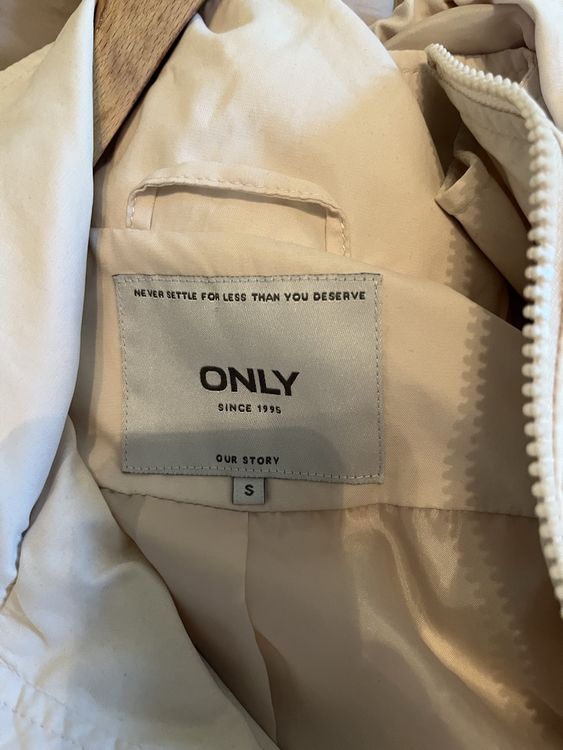 NEVER SETTLE FOR LESS THAN YOU DESERVE
ONLY
SINCE 1995
OUR STORY
S